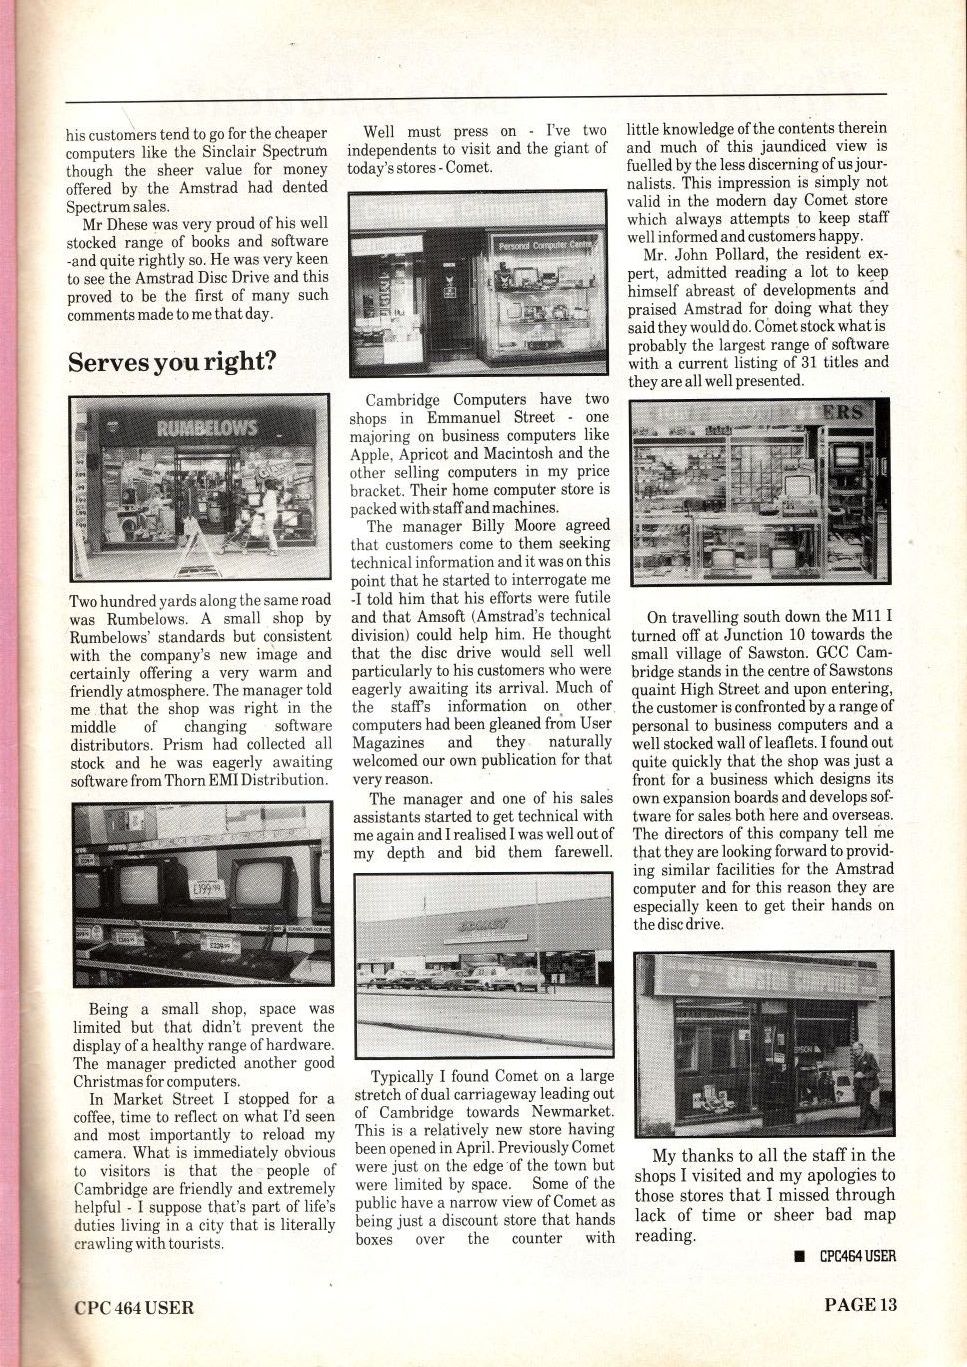 his customers tend to go for the cheaper
computers like the Sinclair Spectrum
though the sheer value for money
offered by the Amstrad had dented
Spectrum sales.
Mr Dhese was very proud of his well
stocked range of books and software
-and quite rightly so. He was very keen
to see the Amstrad Disc Drive and this
proved to be the first of many such
comments made to me that day.
Serves you right?
RUMBELOWS
Two hundred yards along the same road
was Rumbelows. A small shop by
Rumbelows' standards but consistent
with the company's new image and
certainly offering a very warm and
friendly atmosphere. The manager told
me that the shop was right in the
middle of changing software
distributors. Prism had collected all
stock and he was eagerly awaiting
software from Thorn EMI Distribution.
£199.99
Being a small shop, space was
limited but that didn't prevent the
display of a healthy range of hardware.
The manager predicted another good
Christmas for computers.
In Market Street I stopped for a
coffee, time to reflect on what I'd seen
and most importantly to reload my
camera. What is immediately obvious
to visitors is that the people of
Cambridge are friendly and extremely
helpful - I suppose that's part of life's
duties living in a city that is literally
crawling with tourists.
Well must press on - I've two
independents to visit and the giant of
today's stores - Comet.
Personal Computer Centre
Cambridge Computers have two
shops in Emmanuel Street - one
majoring on business computers like
Apple, Apricot and Macintosh and the
other selling computers in my price
bracket. Their home computer store is
packed with staff and machines.
The manager Billy Moore agreed
that customers come to them seeking
technical information and it was on this
point that he started to interrogate me
-I told him that his efforts were futile
and that Amsoft (Amstrad's technical
division) could help him. He thought
that the disc drive would sell well
particularly to his customers who were
eagerly awaiting its arrival. Much of
the staff's information on other
computers had been gleaned from User
Magazines and they naturally
welcomed our own publication for that
very reason.
The manager and one of his sales
assistants started to get technical with
me again and I realised I was well out of
my depth and bid them farewell.
COMET
Typically I found Comet on a large
stretch of dual carriageway leading out
of Cambridge towards Newmarket.
This is a relatively new store having
been opened in April. Previously Comet
were just on the edge of the town but
were limited by space. Some of the
public have a narrow view of Comet as
being just a discount store that hands
boxes over the counter with
little knowledge of the contents therein
and much of this jaundiced view is
fuelled by the less discerning of us jour-
nalists. This impression is simply not
valid in the modern day Comet store
which always attempts to keep staff
well informed and customers happy.
Mr. John Pollard, the resident ex-
pert, admitted reading a lot to keep
himself abreast of developments and
praised Amstrad for doing what they
said they would do. Comet stock what is
probably the largest range of software
with a current listing of 31 titles and
they are all well presented.
ERS
On travelling south down the M11 I
turned off at Junction 10 towards the
small village of Sawston. GCC Cam-
bridge stands in the centre of Sawstons
quaint High Street and upon entering,
the customer is confronted by a range of
personal to business computers and a
well stocked wall of leaflets. I found out
quite quickly that the shop was just a
front for a business which designs its
own expansion boards and develops sof-
tware for sales both here and overseas.
The directors of this company tell me
that they are looking forward to provid-
ing similar facilities for the Amstrad
computer and for this reason they are
especially keen to get their hands on
the disc drive.
My thanks to all the staff in the
shops I visited and my apologies to
those stores that I missed through
lack of time or sheer bad map
reading.
■ CPC464 USER
CPC 464 USER
PAGE 13